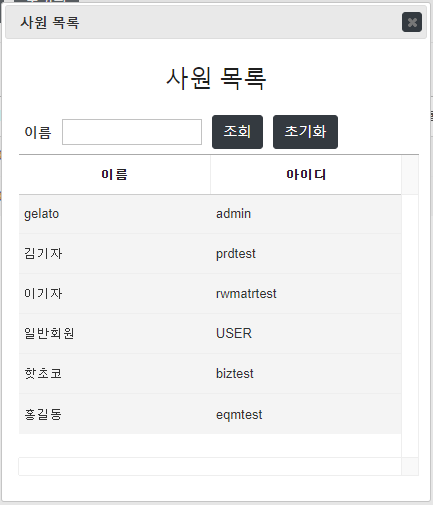 사원 목록
사원 목록
이름 조회 초기화
이름 아이디
gelato admin
김기자 prdtest
이기자 rwmatrtest
일반회원 USER
핫초코 biztest
홍길동 eqmtest